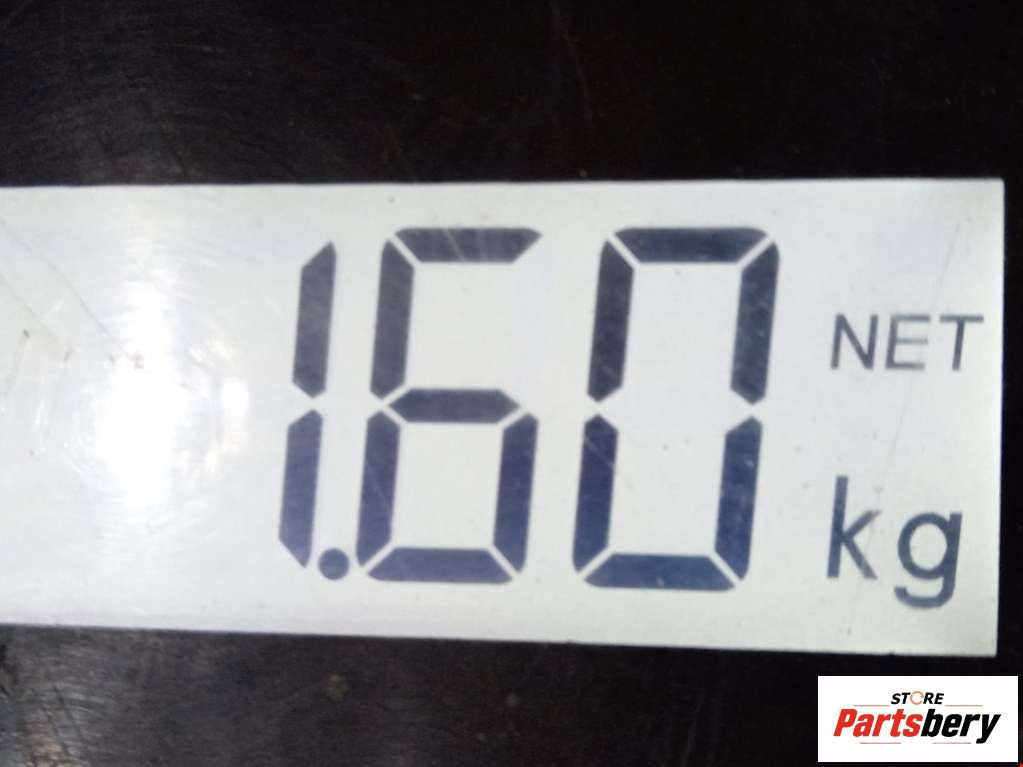 1.60 NET
kg
STORE
Partsbery